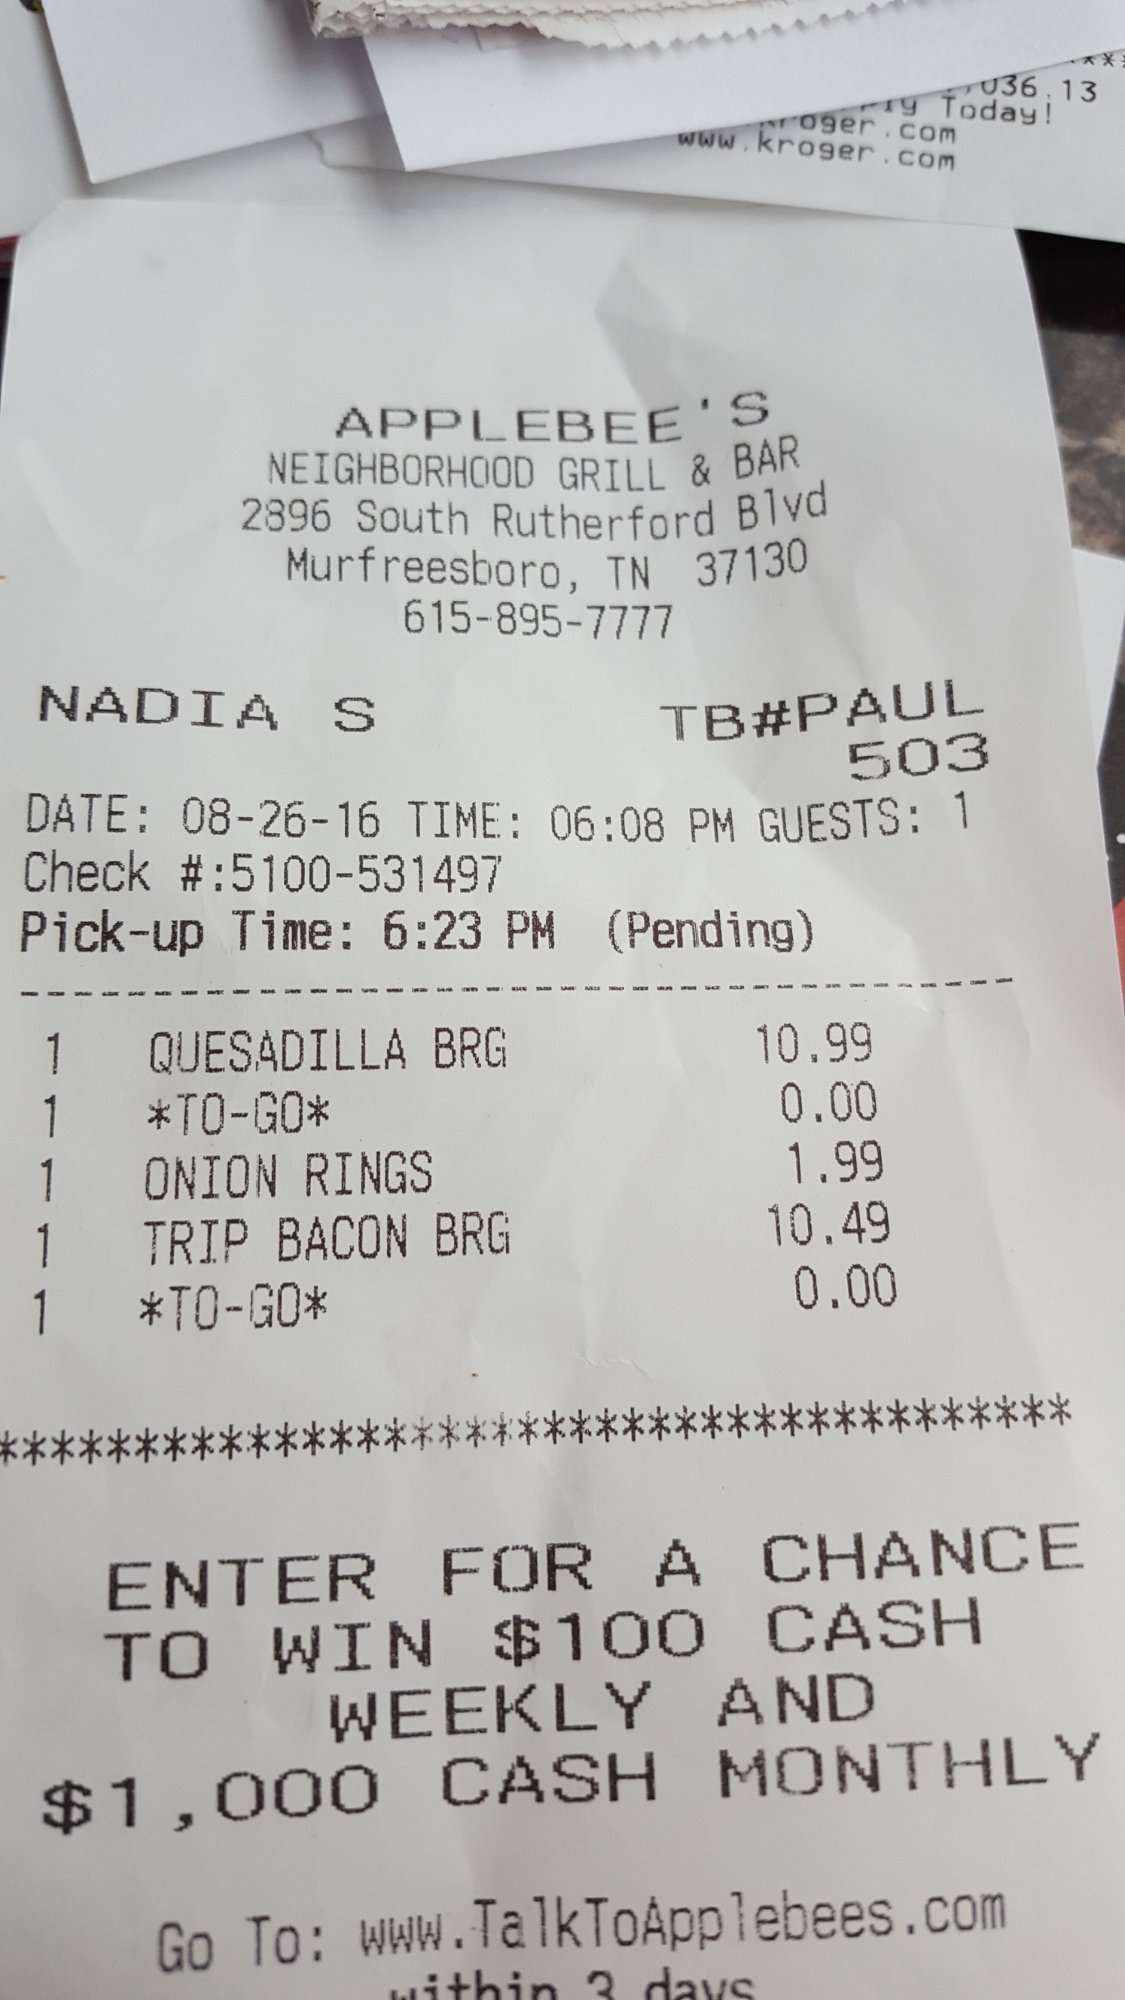 036.13
Today!
kroger.com
www.kroger.com
APPLEBEE'S
NEIGHBORHOOD GRILL & BAR
2896 South Rutherford Blvd
Murfreesboro, TN 37130
615-895-7777
NADIA S TB#PAUL
503
DATE: 08-26-16 TIME: 06:08 PM GUESTS: 1
Check #:5100-531497
Pick-up Time: 6:23 PM (Pending)
--------------------------------------
1 QUESADILLA BRG 10.99
1 *TO-GO* 0.00
1 ONION RINGS 1.99
1 TRIP BACON BRG 10.49
1 *TO-GO* 0.00
***************************************
ENTER FOR A CHANCE
TO WIN $100 CASH
WEEKLY AND
$1,000 CASH MONTHLY
Go To: www.TalkToApplebees.com
within 3 days